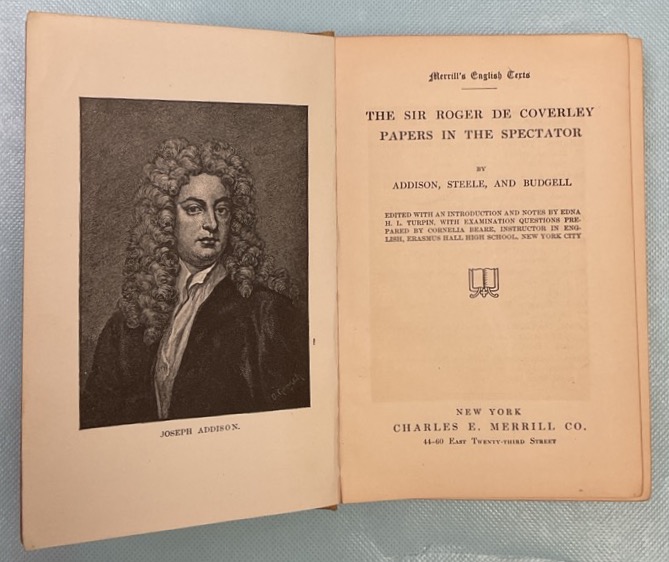 JOSEPH ADDISON.
Merrill's English Texts
THE SIR ROGER DE COVERLEY
PAPERS IN THE SPECTATOR
BY
ADDISON, STEELE, AND BUDGELL
EDITED WITH AN INTRODUCTION AND NOTES BY EDNA
H. L. TURPIN, WITH EXAMINATION QUESTIONS PRE-
PARED BY CORNELIA BEARE, INSTRUCTOR IN ENG-
LISH, ERASMUS HALL HIGH SCHOOL, NEW YORK CITY
NEW YORK
CHARLES E. MERRILL CO.
44–60 EAST TWENTY-THIRD STREET